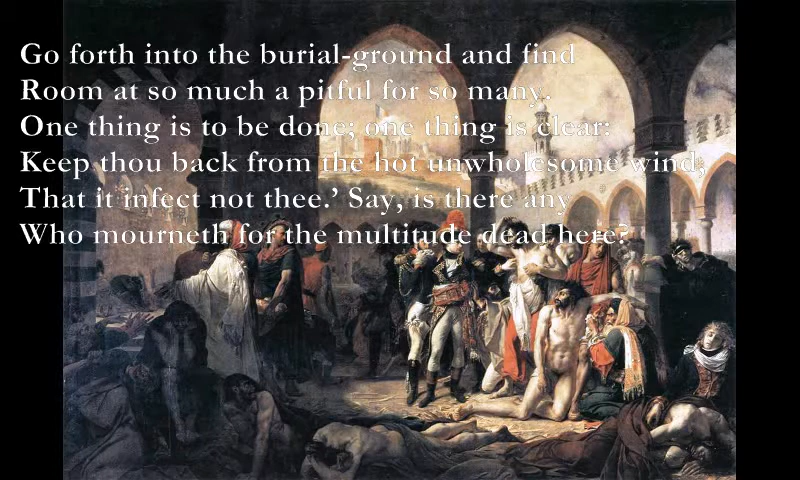 Go forth into the burial-ground and find
Room at so much a pitful for so many.
One thing is to be done; one thing is clear:
Keep thou back from the hot unwholesome wind,
That it infect not thee.’ Say, is there any
Who mourneth for the multitude dead here?